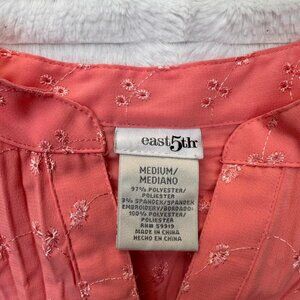 east5th
MEDIUM/
MEDIANO
97% POLYESTER/
POLIESTER
3% SPANDEX/SPANDEX
EMBROIDERY/BORDADO:
100% POLYESTER/
POLIESTER
RN# 59919
MADE IN CHINA
HECHO EN CHINA